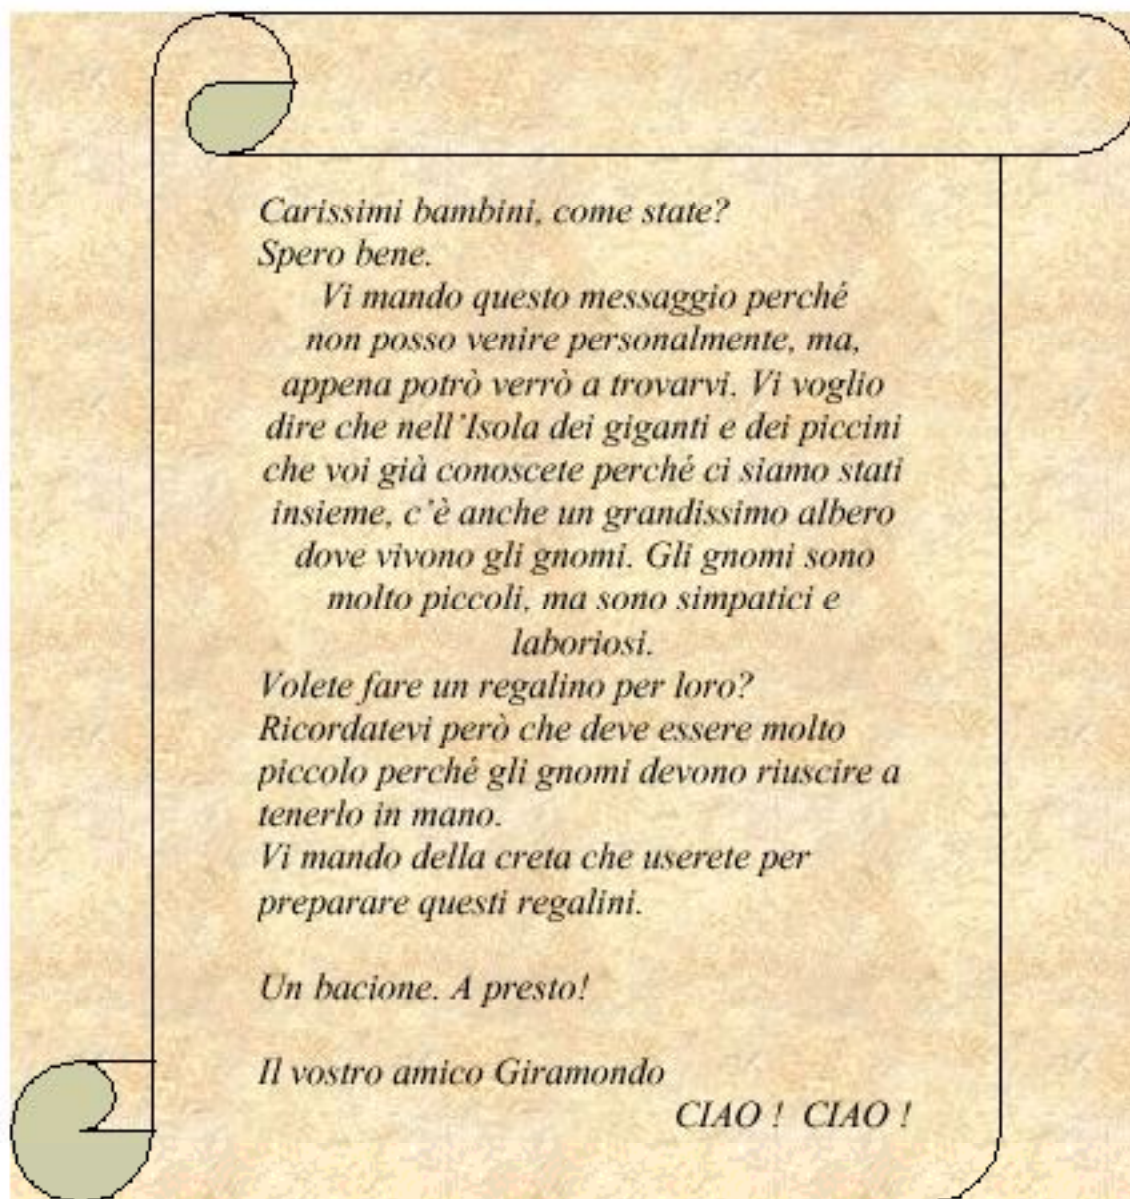 Carissimi bambini, come state?
Spero bene.
Vi mando questo messaggio perché
non posso venire personalmente, ma,
appena potrò verrò a trovarvi. Vi voglio
dire che nell'Isola dei giganti e dei piccini
che voi già conoscete perché ci siamo stati
insieme, c'è anche un grandissimo albero
dove vivono gli gnomi. Gli gnomi sono
molto piccoli, ma sono simpatici e
laboriosi.
Volete fare un regalino per loro?
Ricordatevi però che deve essere molto
piccolo perché gli gnomi devono riuscire a
tenerlo in mano.
Vi mando della creta che userete per
preparare questi regalini.
Un bacione. A presto!
Il vostro amico Giramondo
CIAO ! CIAO !